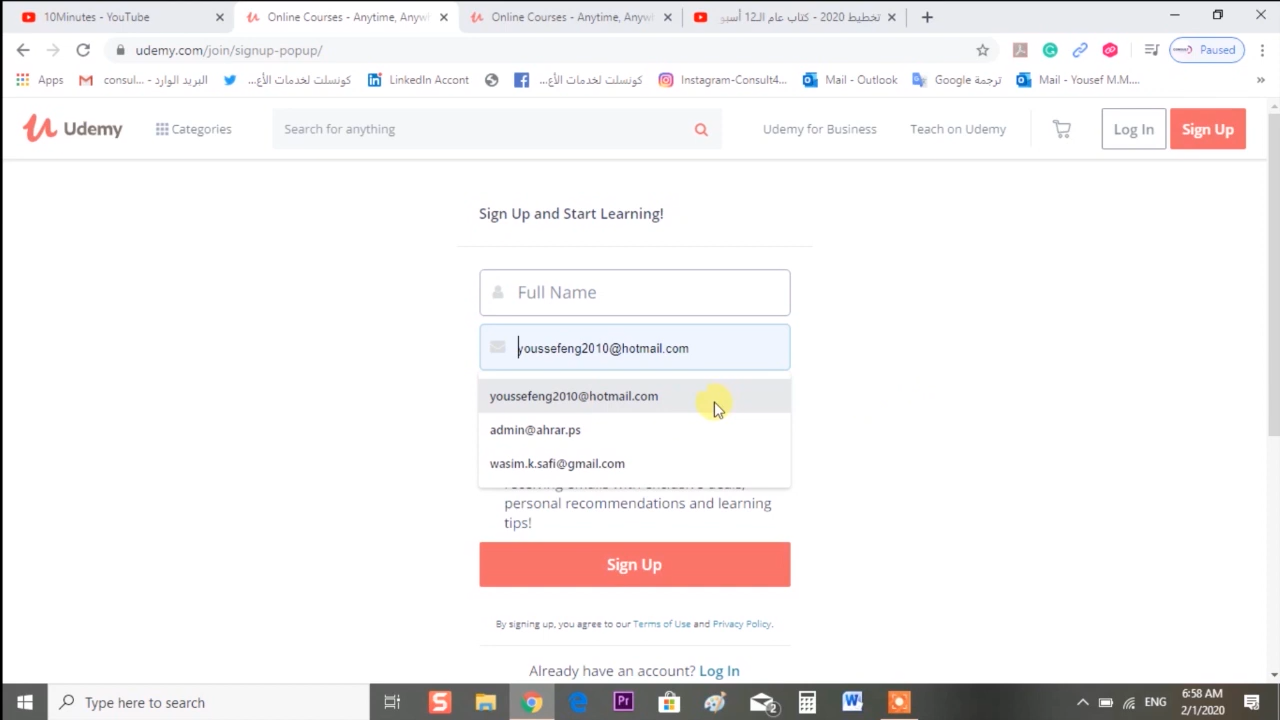 10Minutes - YouTube
Online Courses - Anytime, Anywh
Online Courses - Anytime, Anywh
تخطيط 2020 - كتاب عام الـ12 أسبو
udemy.com/join/signup-popup/
Paused
Apps
البريد الوارد - consul...
كونسلت لخدمات الأع...
LinkedIn Accont
كونسلت لخدمات الأع...
Instagram-Consult4...
Mail - Outlook
ترجمة Google
Mail - Yousef M.M....
Udemy
Categories
Search for anything
Udemy for Business
Teach on Udemy
Log In
Sign Up
Sign Up and Start Learning!
Full Name
youssefeng2010@hotmail.com
youssefeng2010@hotmail.com
admin@ahrar.ps
wasim.k.safi@gmail.com
personal recommendations and learning
tips!
Sign Up
By signing up, you agree to our Terms of Use and Privacy Policy.
Already have an account? Log In
Type here to search
Pr
2
ENG
6:58 AM
2/1/2020